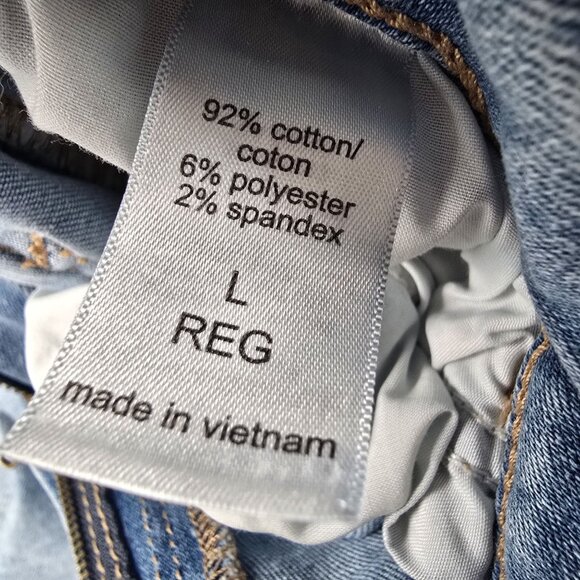 92% cotton/
coton
6% polyester
2% spandex
L
REG
made in vietnam